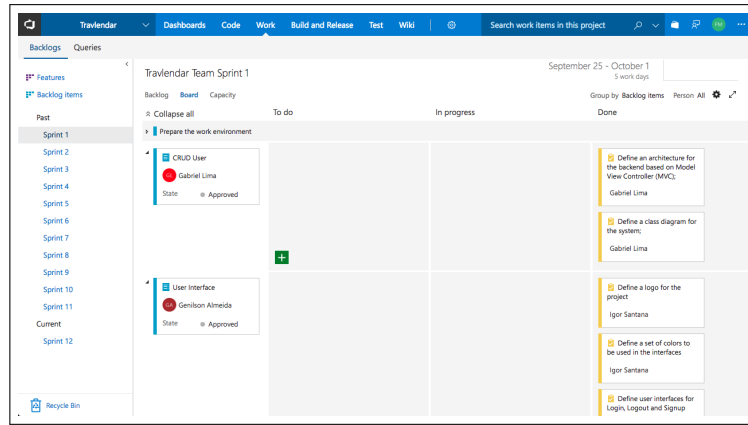 Travlendar Dashboards Code Work Build and Release Test Wiki Search work items in this project FM ...
Backlogs Queries
Features
Backlog items
Past
Sprint 1
Sprint 2
Sprint 3
Sprint 4
Sprint 5
Sprint 6
Sprint 7
Sprint 8
Sprint 9
Sprint 10
Sprint 11
Current
Sprint 12
Recycle Bin
Travlendar Team Sprint 1
September 25 - October 1
5 work days
Backlog Board Capacity
Group by Backlog items Person All
Collapse all To do In progress Done
Prepare the work environment
CRUD User
GL Gabriel Lima
State Approved
Define an architecture for
the backend based on Model
View Controller (MVC);
Gabriel Lima
Define a class diagram for
the system;
Gabriel Lima
User Interface
GA Genilson Almeida
State Approved
Define a logo for the
project
Igor Santana
Define a set of colors to
be used in the interfaces
Igor Santana
Define user interfaces for
Login, Logout and Signup